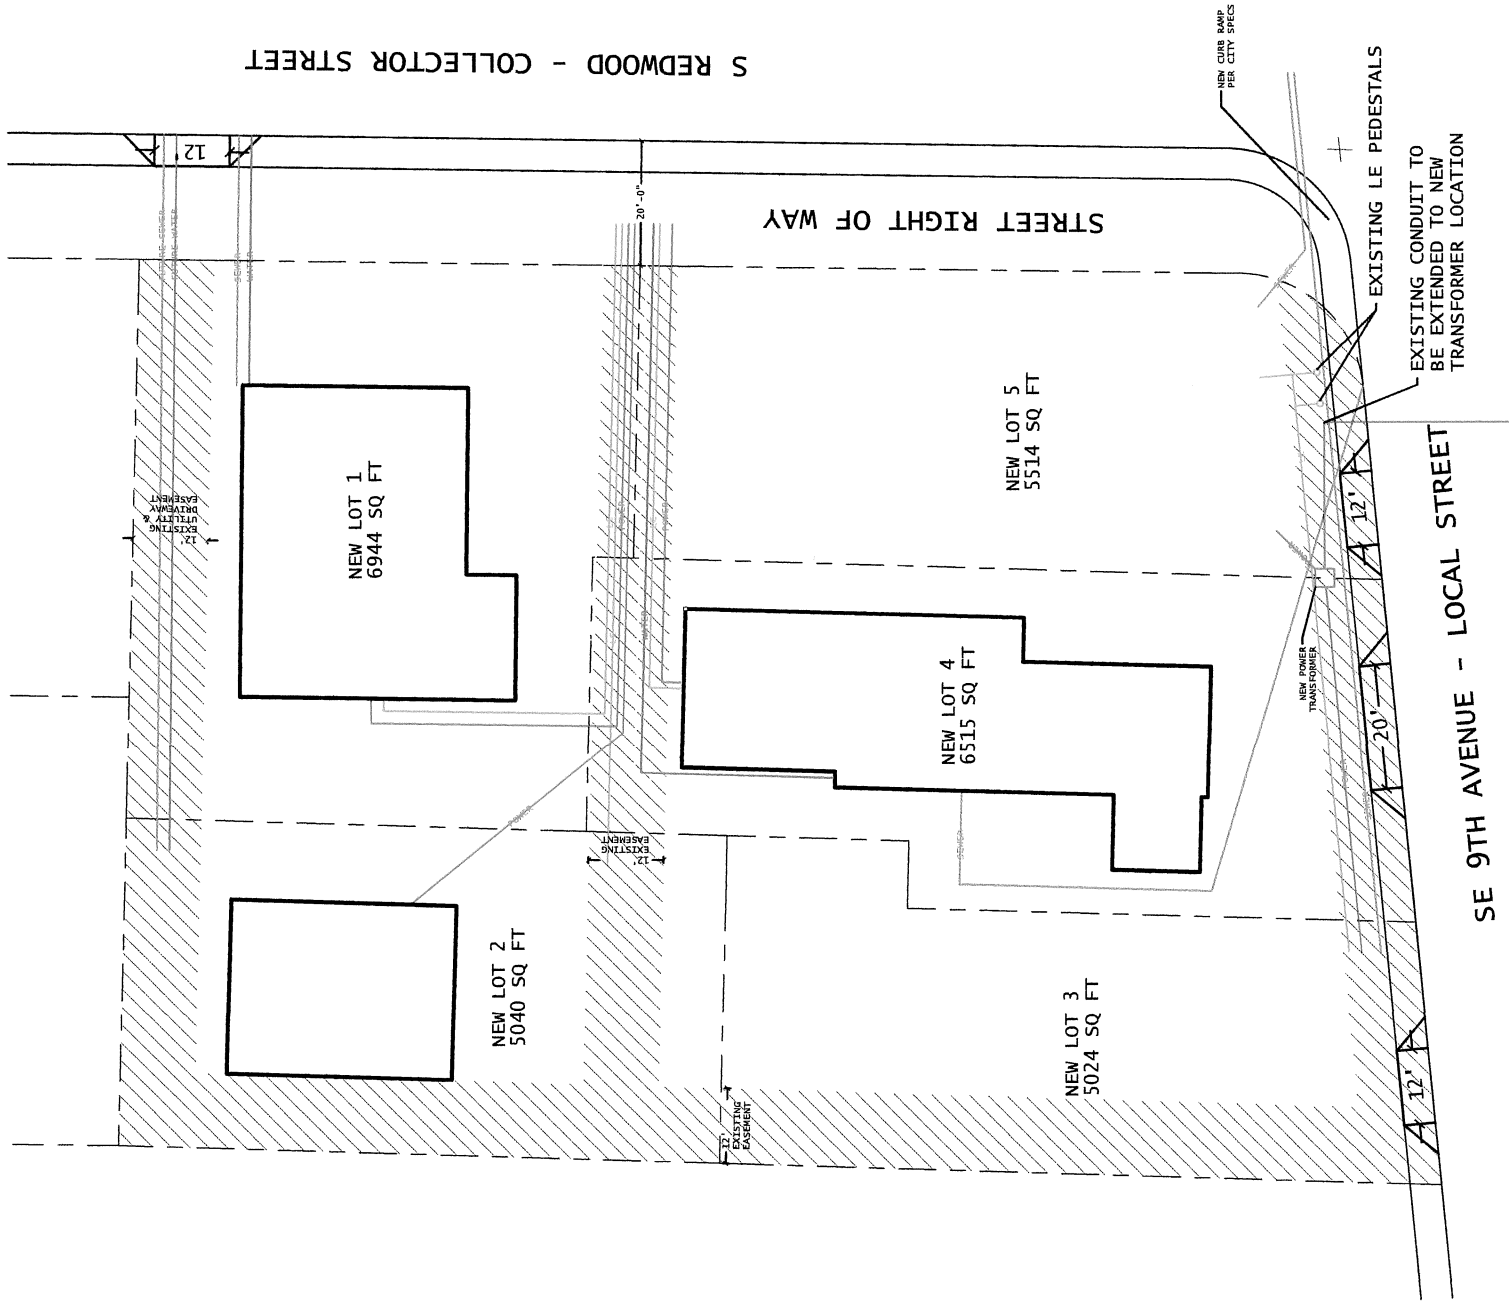 S REDWOOD - COLLECTOR STREET
12'
20'-0"
STREET RIGHT OF WAY
NEW CURB RAMP
PER CITY SPECS
EXISTING LE PEDESTALS
EXISTING CONDUIT TO
BE EXTENDED TO NEW
TRANSFORMER LOCATION
12'
EXISTING
UTILITY &
DRIVEWAY
EASEMENT
NEW LOT 1
6944 SQ FT
NEW LOT 5
5514 SQ FT
NEW LOT 4
6515 SQ FT
NEW POWER
TRANSFORMER
12'
20'
SE 9TH AVENUE - LOCAL STREET
POWER
SEWER
12'
EXISTING
EASEMENT
NEW LOT 2
5040 SQ FT
NEW LOT 3
5024 SQ FT
12'
EXISTING
EASEMENT
12'